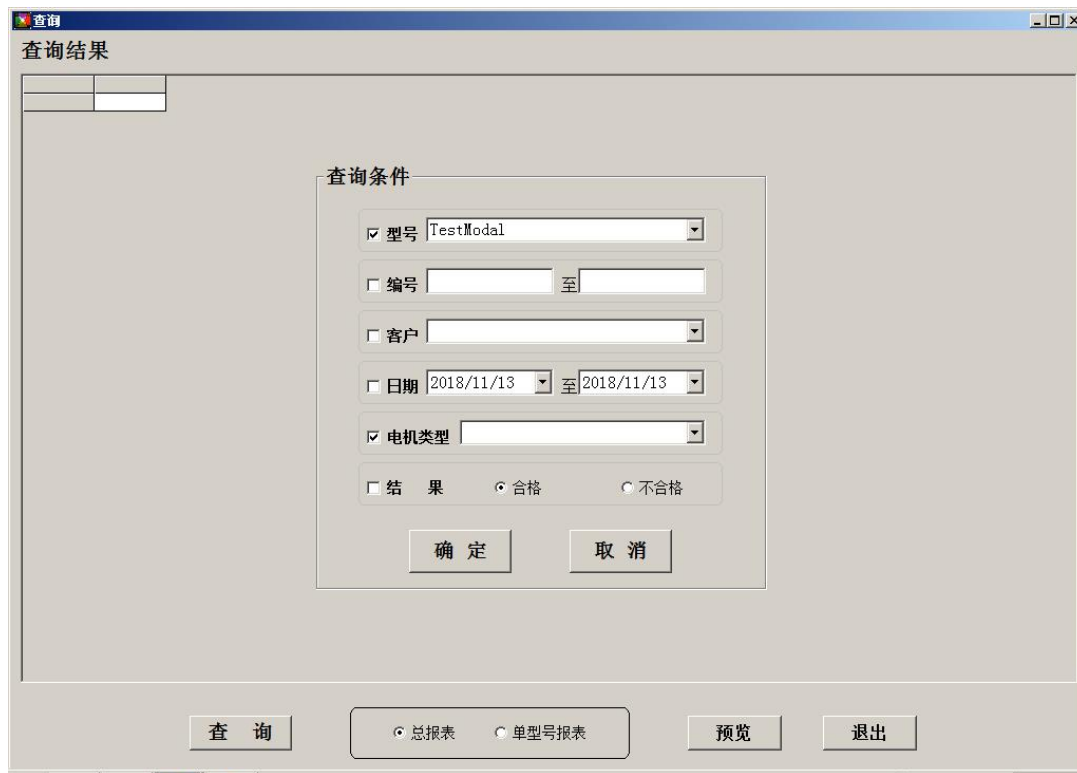 查询
查询结果
查询条件
型号 TestModal
编号 至
客户
日期 2018/11/13 至 2018/11/13
电机类型
结 果 合格 不合格
确 定 取 消
查 询 总报表 单型号报表 预览 退出